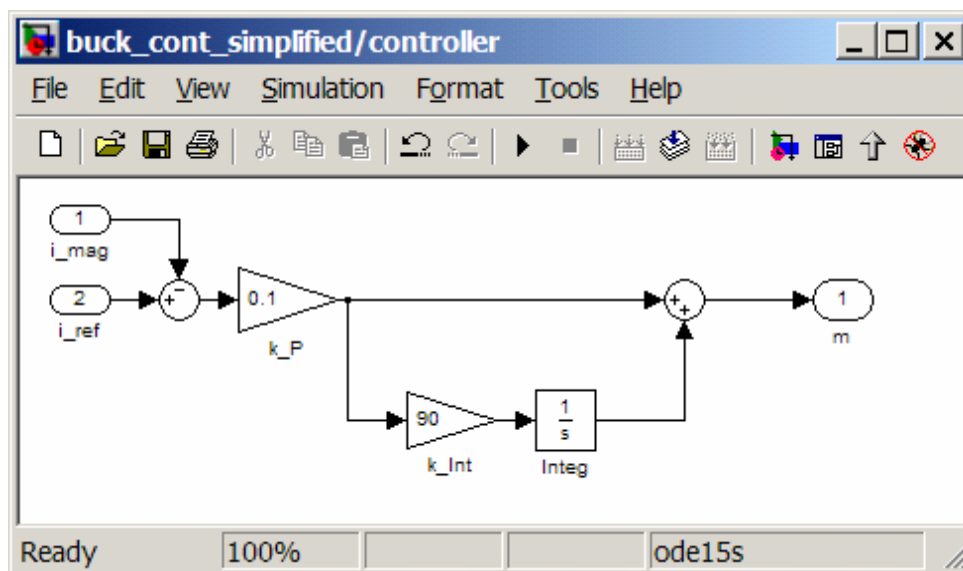 buck_cont_simplified/controller
File Edit View Simulation Format Tools Help
1
i_mag
2
i_ref
0.1
k_P
1
m
90
k_Int
1
s
Integ
Ready 100% ode15s